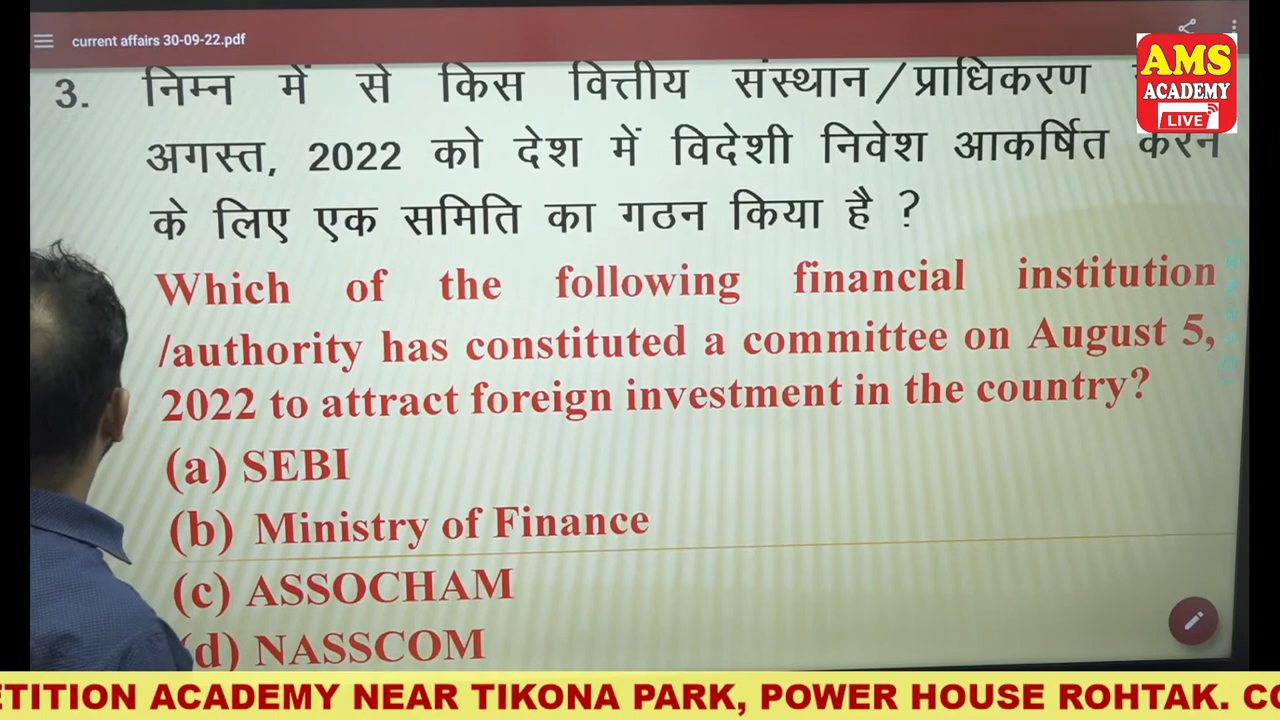 current affairs 30-09-22.pdf
AMS
ACADEMY
LIVE
3. निम्न में से किस वित्तीय संस्थान/प्राधिकरण
अगस्त, 2022 को देश में विदेशी निवेश आकर्षित करने
के लिए एक समिति का गठन किया है ?
Which of the following financial institution
/authority has constituted a committee on August 5,
2022 to attract foreign investment in the country?
(a) SEBI
(b) Ministry of Finance
(c) ASSOCHAM
(d) NASSCOM
ETITION ACADEMY NEAR TIKONA PARK, POWER HOUSE ROHTAK. CO